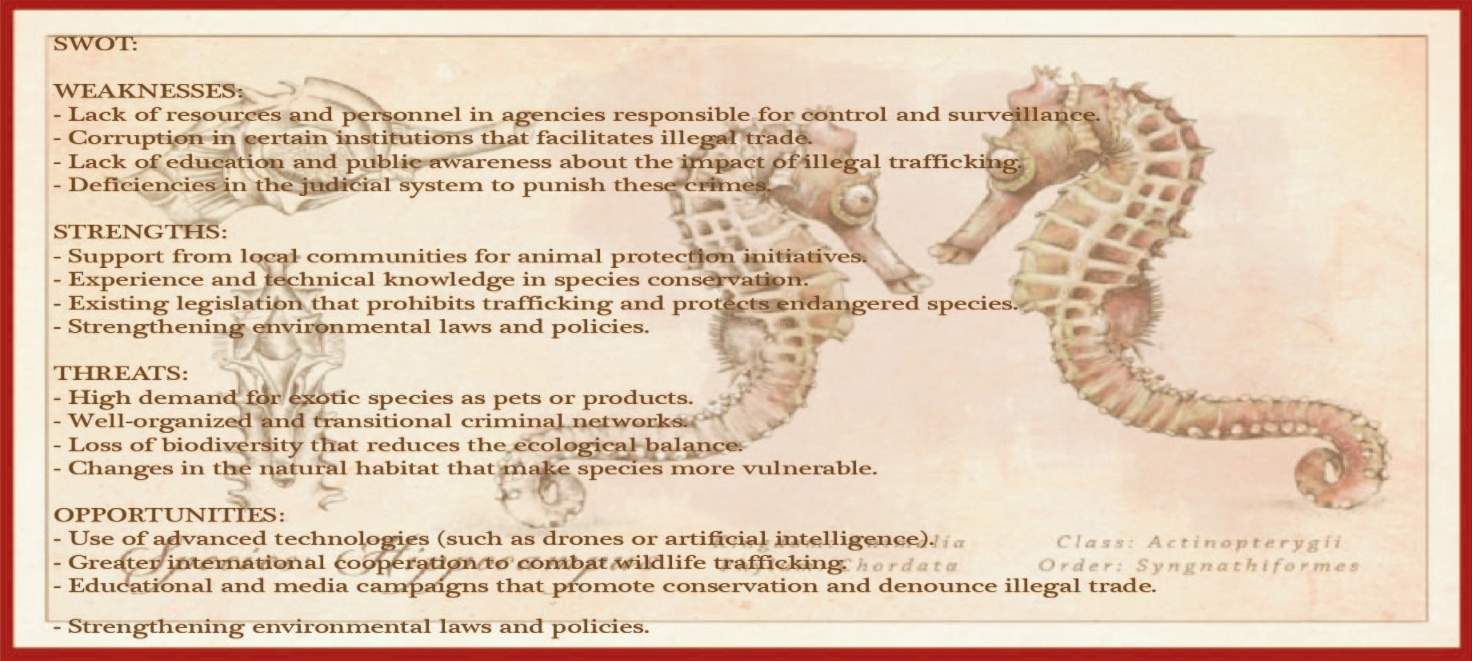 SWOT:
WEAKNESSES:
- Lack of resources and personnel in agencies responsible for control and surveillance.
- Corruption in certain institutions that facilitates illegal trade.
- Lack of education and public awareness about the impact of illegal trafficking.
- Deficiencies in the judicial system to punish these crimes.
STRENGTHS:
- Support from local communities for animal protection initiatives.
- Experience and technical knowledge in species conservation.
- Existing legislation that prohibits trafficking and protects endangered species.
- Strengthening environmental laws and policies.
THREATS:
- High demand for exotic species as pets or products.
- Well-organized and transitional criminal networks.
- Loss of biodiversity that reduces the ecological balance.
- Changes in the natural habitat that make species more vulnerable.
OPPORTUNITIES:
- Use of advanced technologies (such as drones or artificial intelligence).
- Greater international cooperation to combat wildlife trafficking.
- Educational and media campaigns that promote conservation and denounce illegal trade.
- Strengthening environmental laws and policies.
Species: Hippocampus
Chordata
Class: Actinopterygii
Order: Syngnathiformes